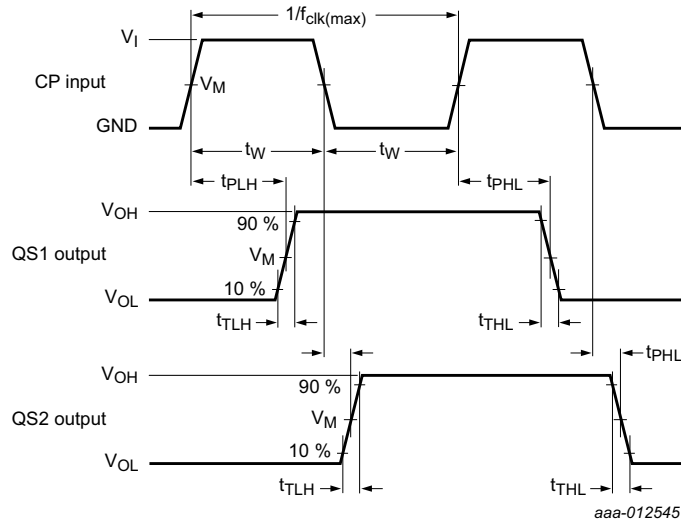 1/fclk(max)
VI
CP input
VM
GND
tW
tW
tPLH
tPHL
VOH
90 %
QS1 output
VM
10 %
VOL
tTLH
tTHL
tPHL
VOH
90 %
QS2 output
VM
10 %
VOL
tTLH
tTHL
aaa-012545